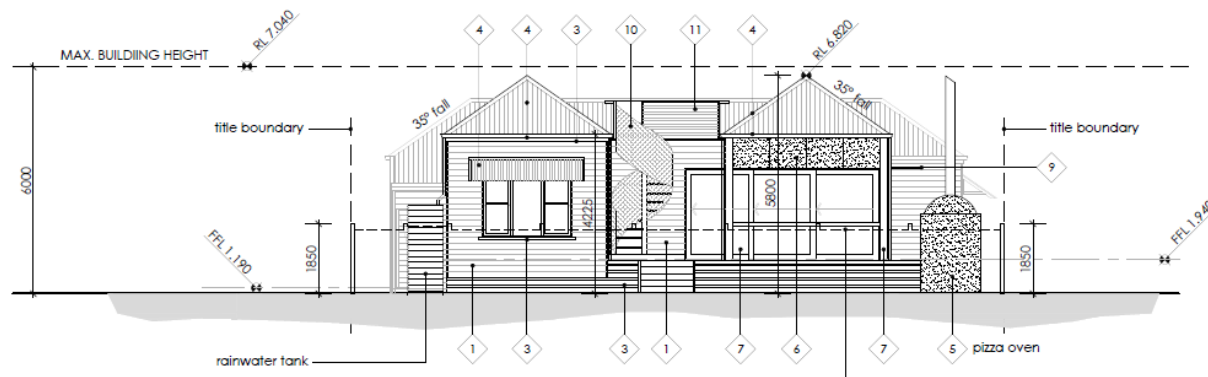 4
4
3
10
11
4
RL 7.040
RL 6.820
MAX. BUILDIING HEIGHT
35° fall
35° fall
title boundary
title boundary
9
6000
5800
4225
1850
1850
FFL 1.190
FFL 1.940
rainwater tank
1
3
3
1
7
6
7
5
pizza oven